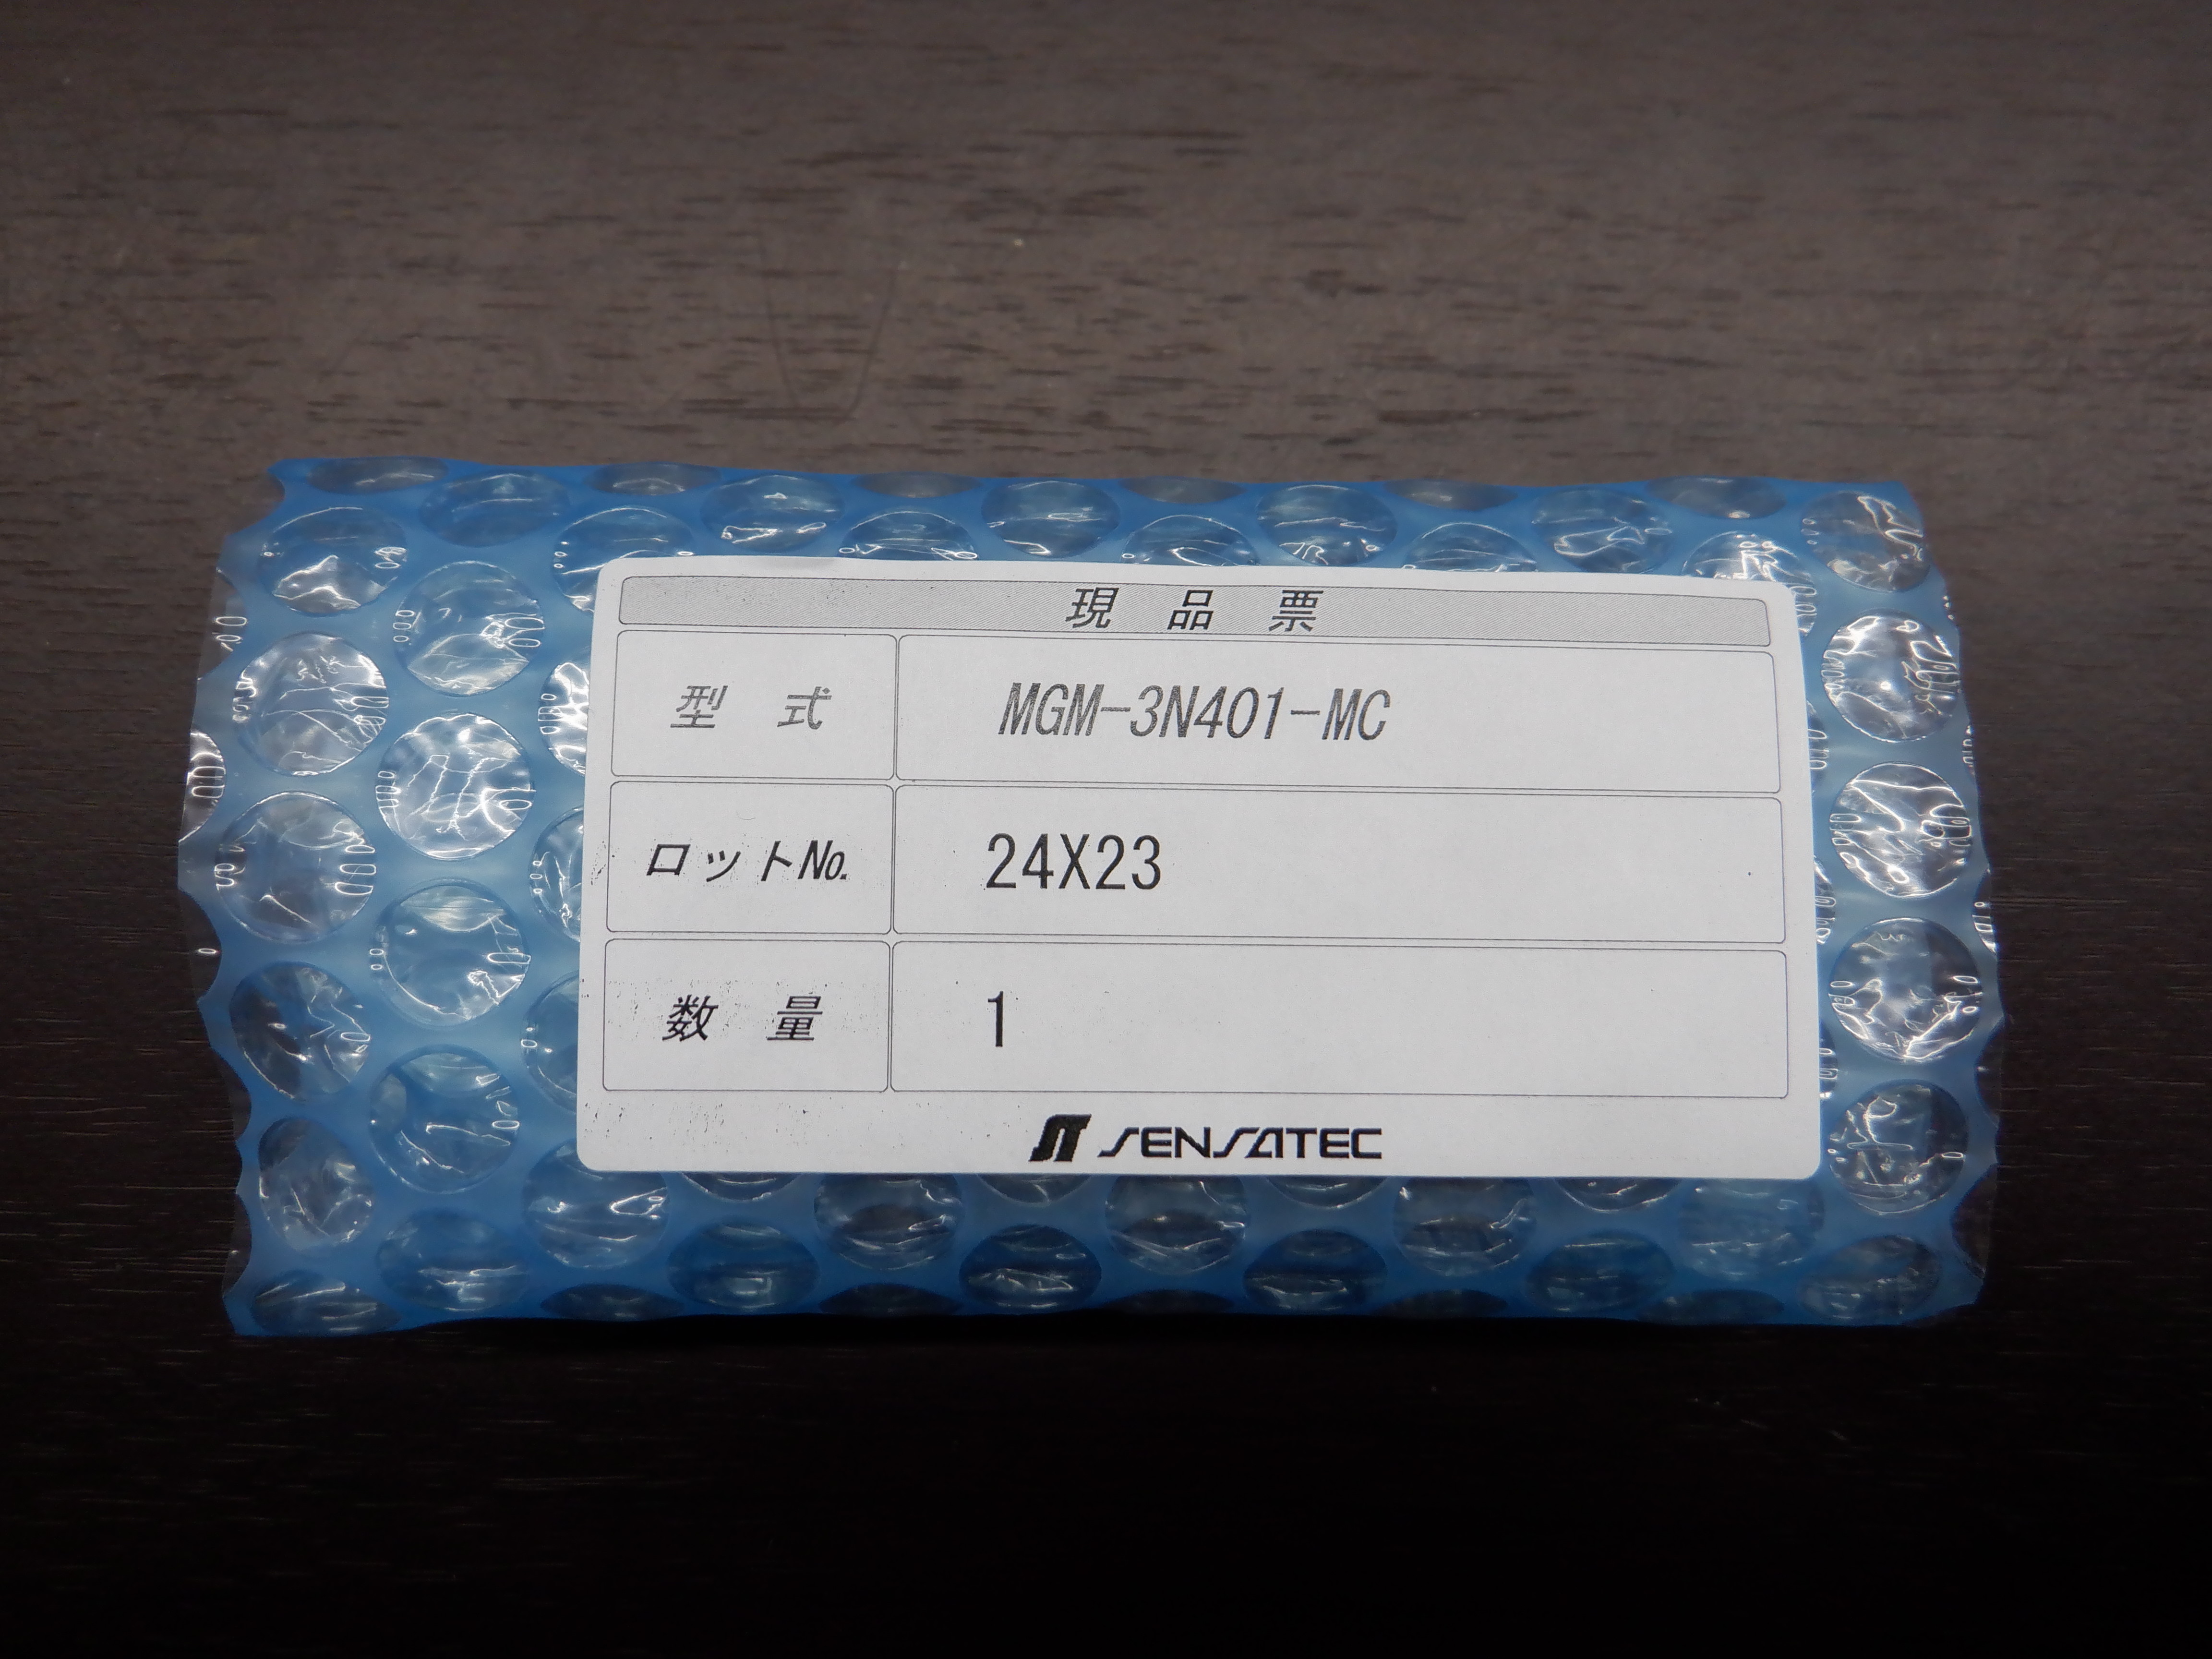 現品票
型式 MGM-3N401-MC
ロットNo. 24X23
数量 1
SENSATEC